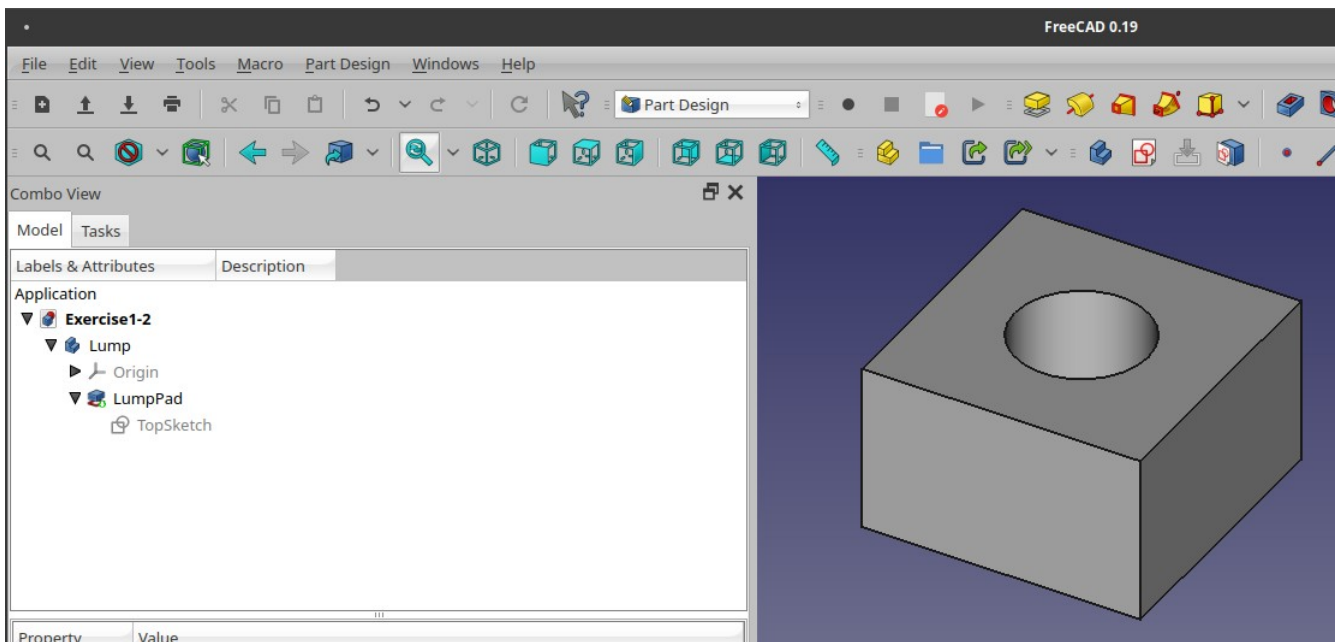 FreeCAD 0.19
File Edit View Tools Macro Part Design Windows Help
Part Design
Combo View
Model Tasks
Labels & Attributes Description
Application
Exercise1-2
Lump
Origin
LumpPad
TopSketch
Property Value